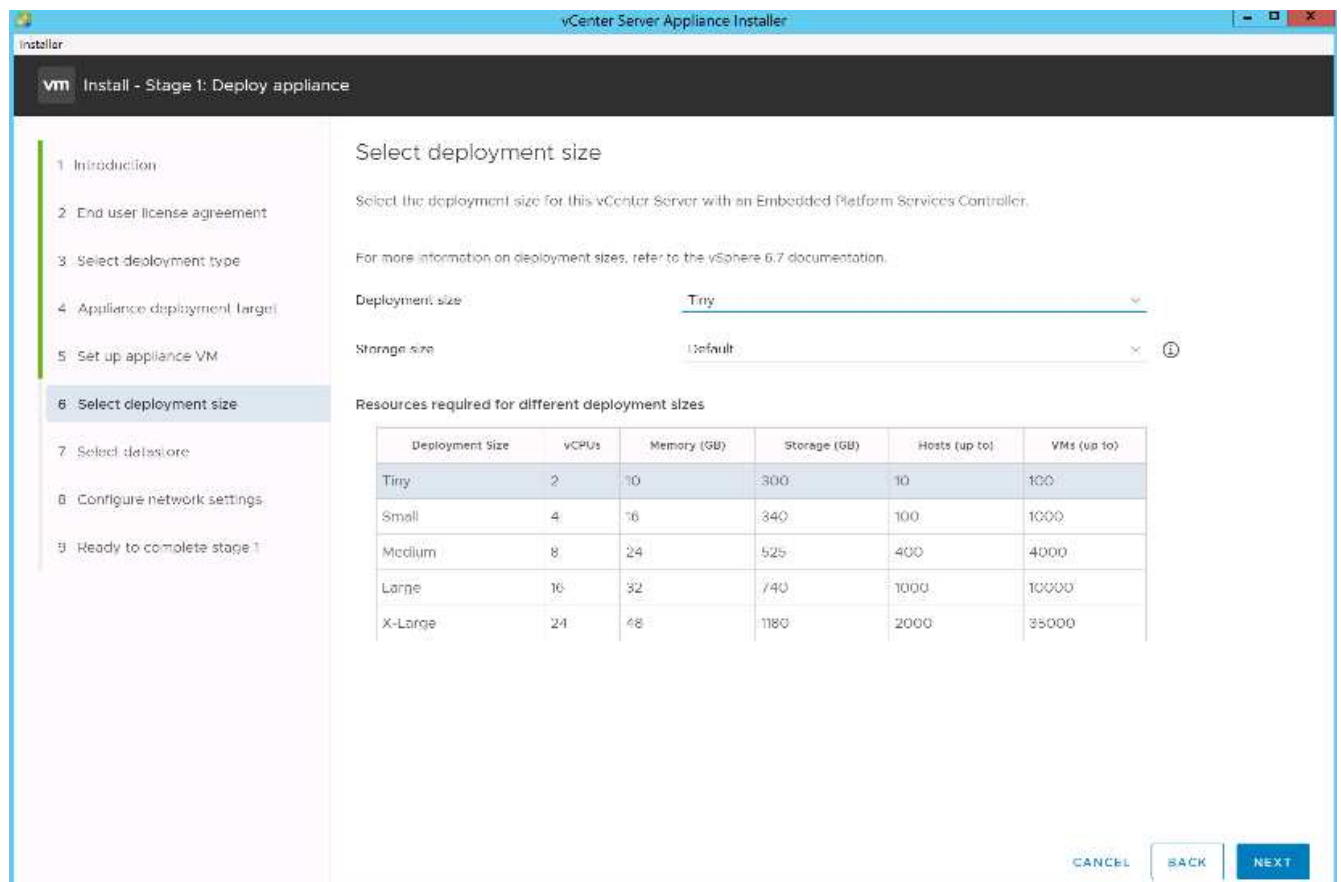 vCenter Server Appliance Installer
Installer
vm Install - Stage 1: Deploy appliance
1 Introduction
2 End user license agreement
3 Select deployment type
4 Appliance deployment target
5 Set up appliance VM
6 Select deployment size
7 Select datastore
8 Configure network settings
9 Ready to complete stage 1
Select deployment size
Select the deployment size for this vCenter Server with an Embedded Platform Services Controller.
For more information on deployment sizes, refer to the vSphere 6.7 documentation.
Deployment size Tiny
Storage size Default
Resources required for different deployment sizes
Deployment Size vCPUs Memory (GB) Storage (GB) Hosts (up to) VMs (up to)
Tiny 2 10 300 10 100
Small 4 16 340 100 1000
Medium 8 24 525 400 4000
Large 16 32 740 1000 10000
X-Large 24 48 1180 2000 35000
CANCEL BACK NEXT